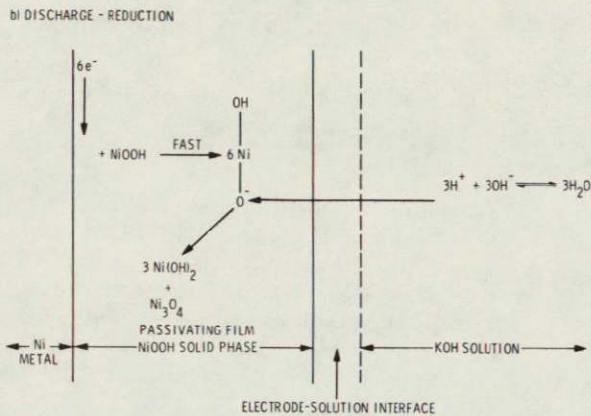 b) DISCHARGE - REDUCTION
6e⁻
OH
+ NiOOH
FAST
6 Ni
O⁻
3H⁺ + 3OH⁻ ⇌ 3H₂O
3 Ni(OH)₂
+
Ni₃O₄
PASSIVATING FILM
Ni
METAL
NiOOH SOLID PHASE
KOH SOLUTION
ELECTRODE-SOLUTION INTERFACE